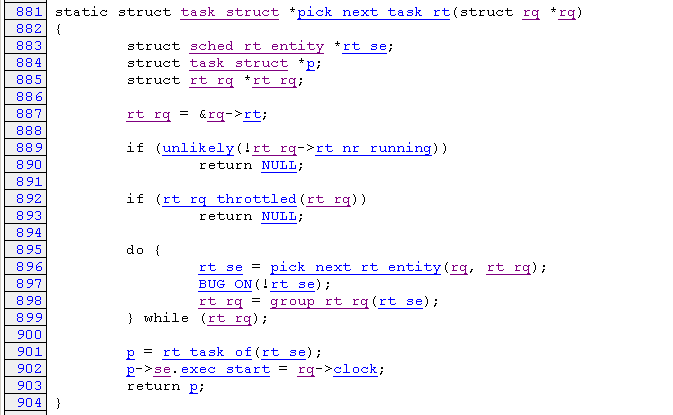 881 static struct task_struct *pick_next_task_rt(struct rq *rq)
882 {
883         struct sched_rt_entity *rt_se;
884         struct task_struct *p;
885         struct rt_rq *rt_rq;
886
887         rt_rq = &rq->rt;
888
889         if (unlikely(!rt_rq->rt_nr_running))
890                 return NULL;
891
892         if (rt_rq_throttled(rt_rq))
893                 return NULL;
894
895         do {
896                 rt_se = pick_next_rt_entity(rq, rt_rq);
897                 BUG_ON(!rt_se);
898                 rt_rq = group_rt_rq(rt_se);
899         } while (rt_rq);
900
901         p = rt_task_of(rt_se);
902         p->se.exec_start = rq->clock;
903         return p;
904 }